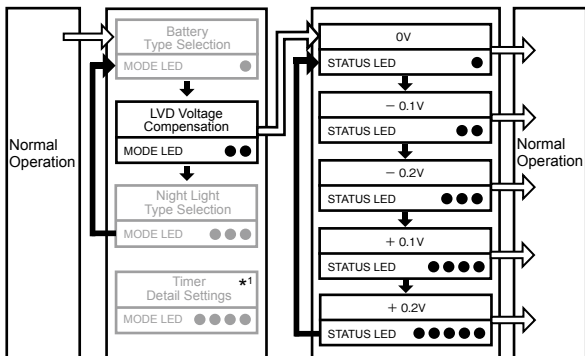 Normal
Operation
Battery
Type Selection
MODE LED
LVD Voltage
Compensation
MODE LED
Night Light
Type Selection
MODE LED
Timer *1
Detail Settings
MODE LED
0V
STATUS LED
− 0.1V
STATUS LED
− 0.2V
STATUS LED
+ 0.1V
STATUS LED
+ 0.2V
STATUS LED
Normal
Operation